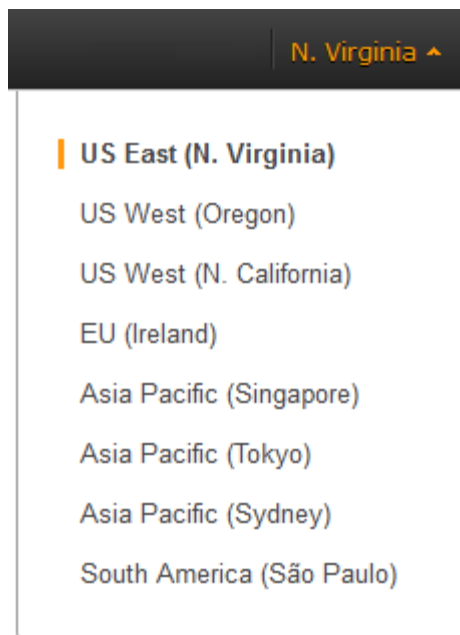 N. Virginia
US East (N. Virginia)
US West (Oregon)
US West (N. California)
EU (Ireland)
Asia Pacific (Singapore)
Asia Pacific (Tokyo)
Asia Pacific (Sydney)
South America (São Paulo)